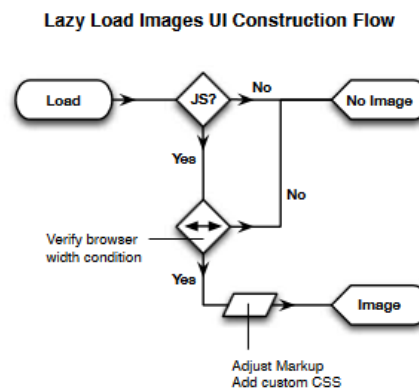 Lazy Load Images UI Construction Flow
Load
JS?
No
No Image
Yes
No
Verify browser
width condition
Yes
Image
Adjust Markup
Add custom CSS